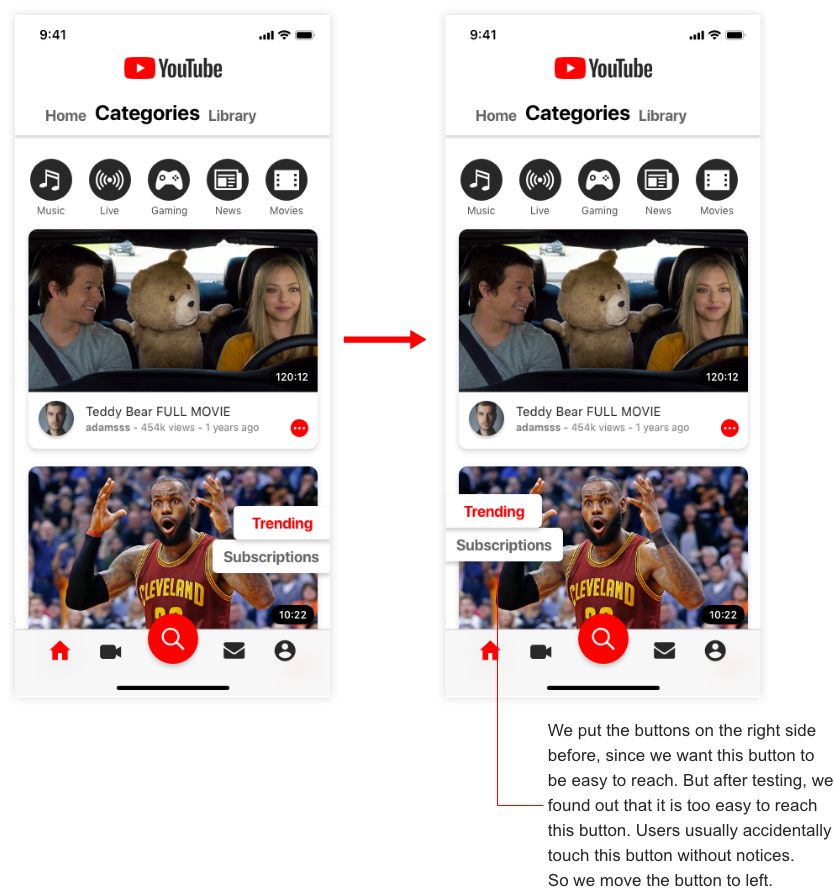 9:41
YouTube
Home Categories Library
Music Live Gaming News Movies
120:12
Teddy Bear FULL MOVIE
adamsss - 454k views - 1 years ago
Trending
Subscriptions
CLEVELAND
10:22
9:41
YouTube
Home Categories Library
Music Live Gaming News Movies
120:12
Teddy Bear FULL MOVIE
adamsss - 454k views - 1 years ago
Trending
Subscriptions
CLEVELAND
10:22
We put the buttons on the right side
before, since we want this button to
be easy to reach. But after testing, we
found out that it is too easy to reach
this button. Users usually accidentally
touch this button without notices.
So we move the button to left.